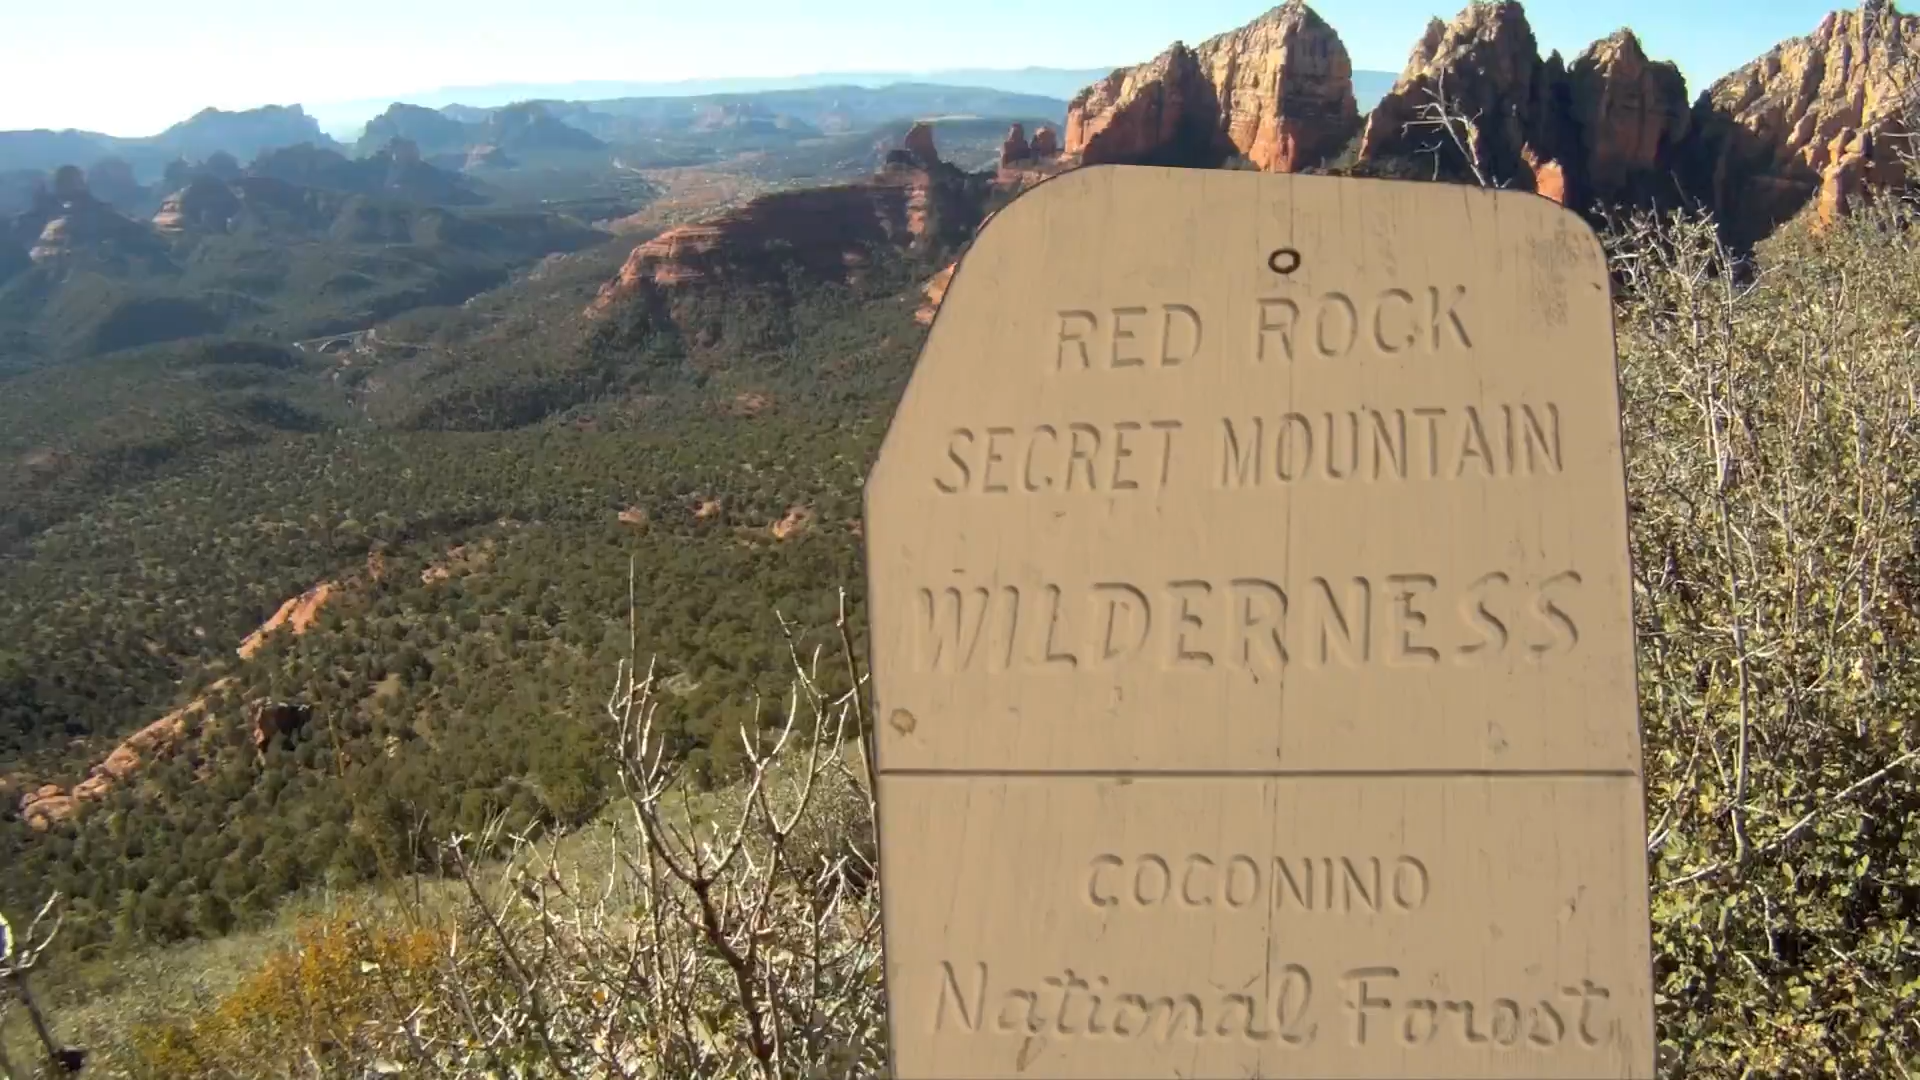 RED ROCK
SECRET MOUNTAIN
WILDERNESS
COCONINO
National Forest